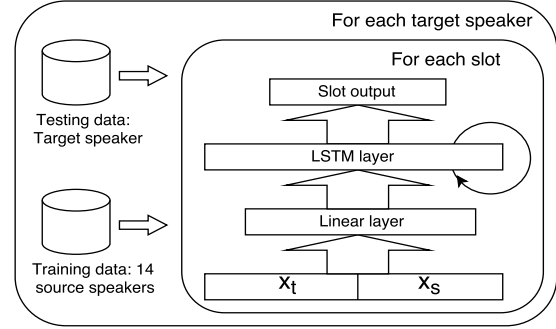 For each target speaker
For each slot
Testing data:
Target speaker
Slot output
LSTM layer
Linear layer
Training data: 14
source speakers
xt
xs